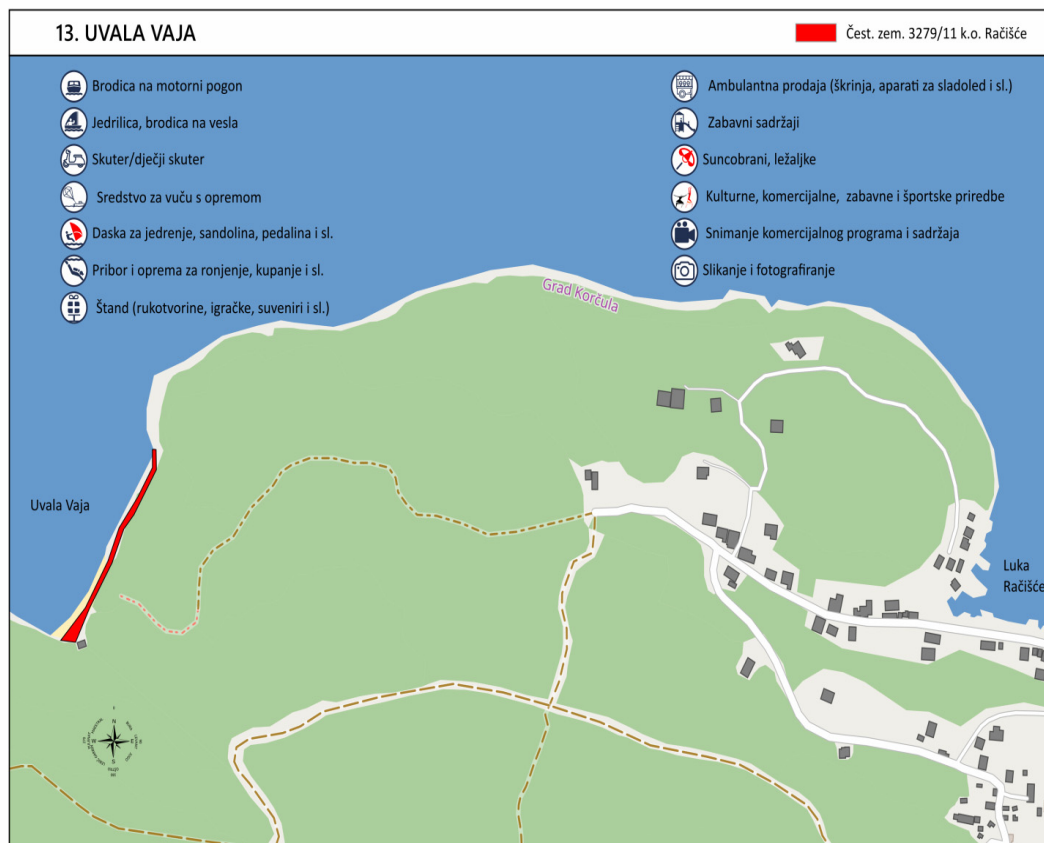 13. UVALA VAJA
Čest. zem. 3279/11 k.o. Račišće
Brodica na motorni pogon
Jedrilica, brodica na vesla
Skuter/dječji skuter
Sredstvo za vuču s opremom
Daska za jedrenje, sandolina, pedalina i sl.
Pribor i oprema za ronjenje, kupanje i sl.
Štand (rukotvorine, igračke, suveniri i sl.)
Ambulantna prodaja (škrinja, aparati za sladoled i sl.)
Zabavni sadržaji
Suncobrani, ležaljke
Kulturne, komercijalne, zabavne i športske priredbe
Snimanje komercijalnog programa i sadržaja
Slikanje i fotografiranje
Grad Korčula
Uvala Vaja
Luka
Račišće
N
W
E
S